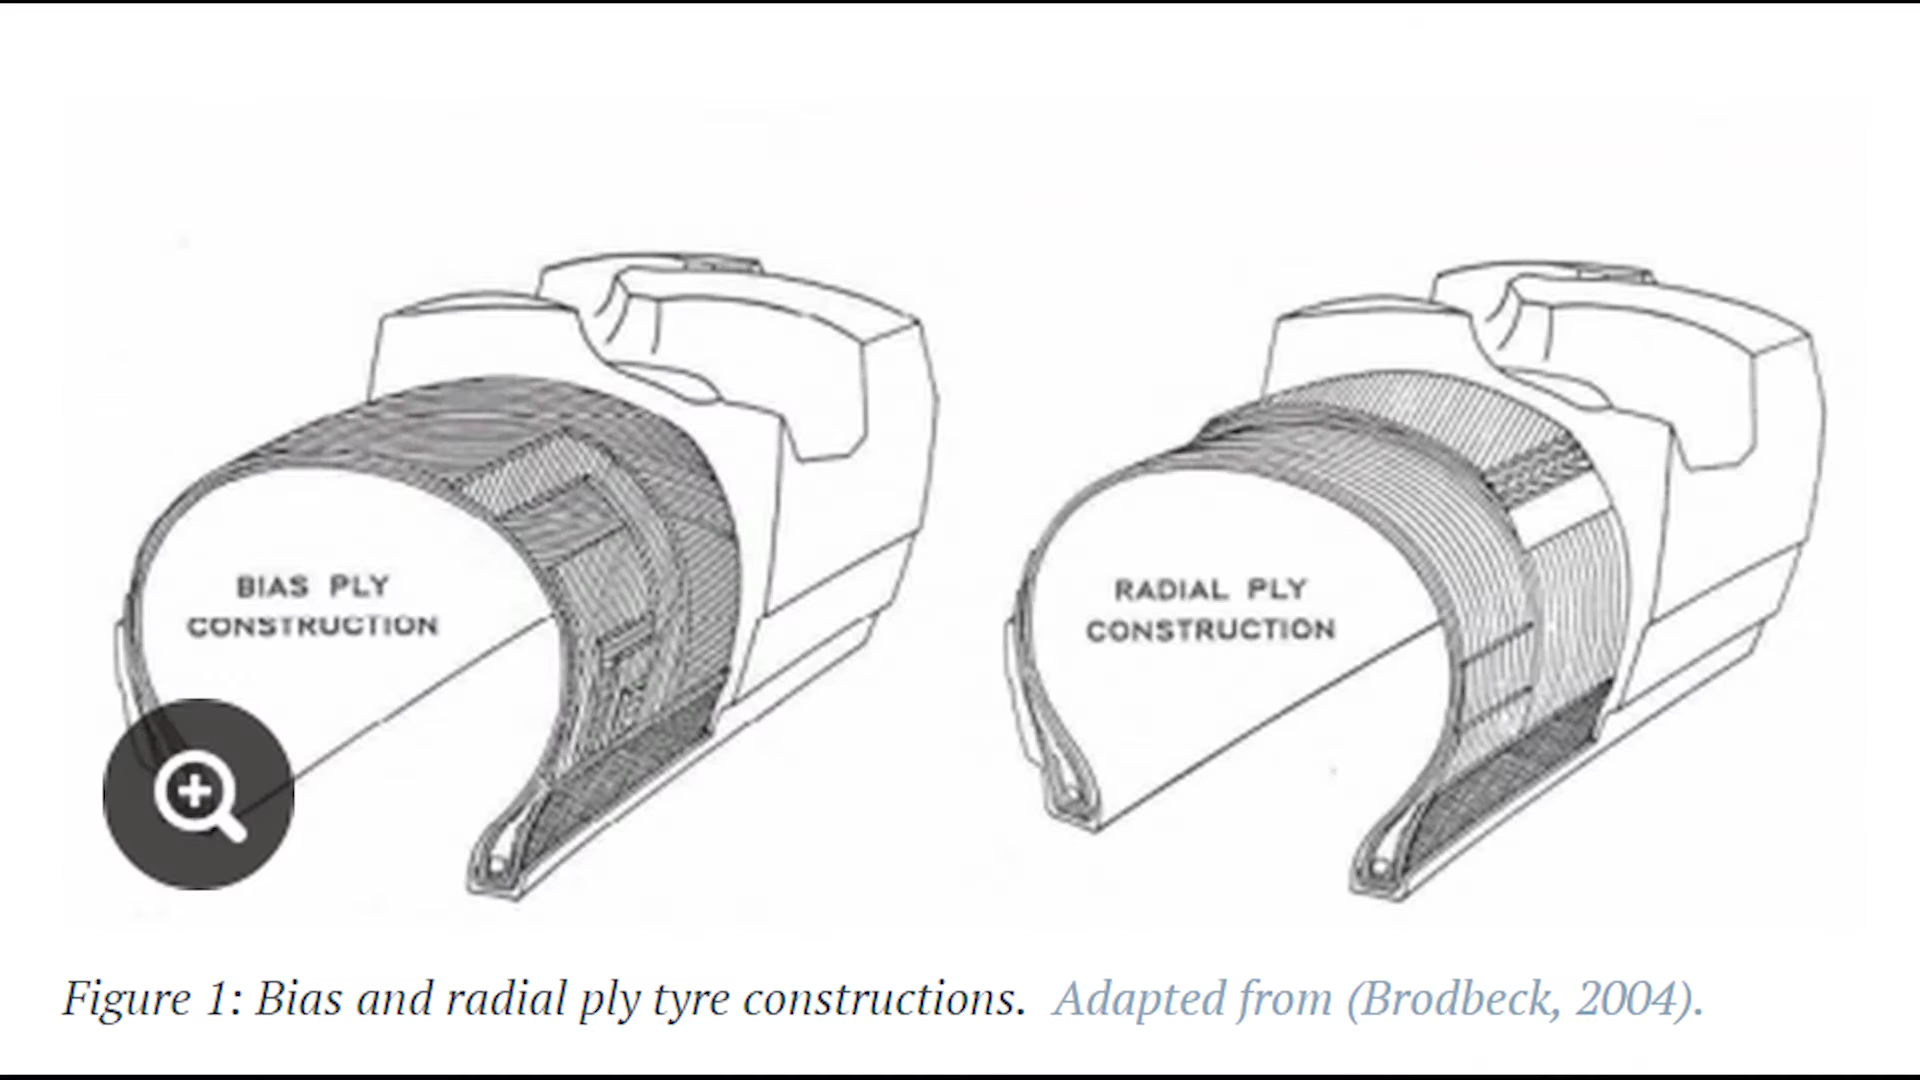 BIAS PLY
CONSTRUCTION
RADIAL PLY
CONSTRUCTION
Figure 1: Bias and radial ply tyre constructions. Adapted from (Brodbeck, 2004).